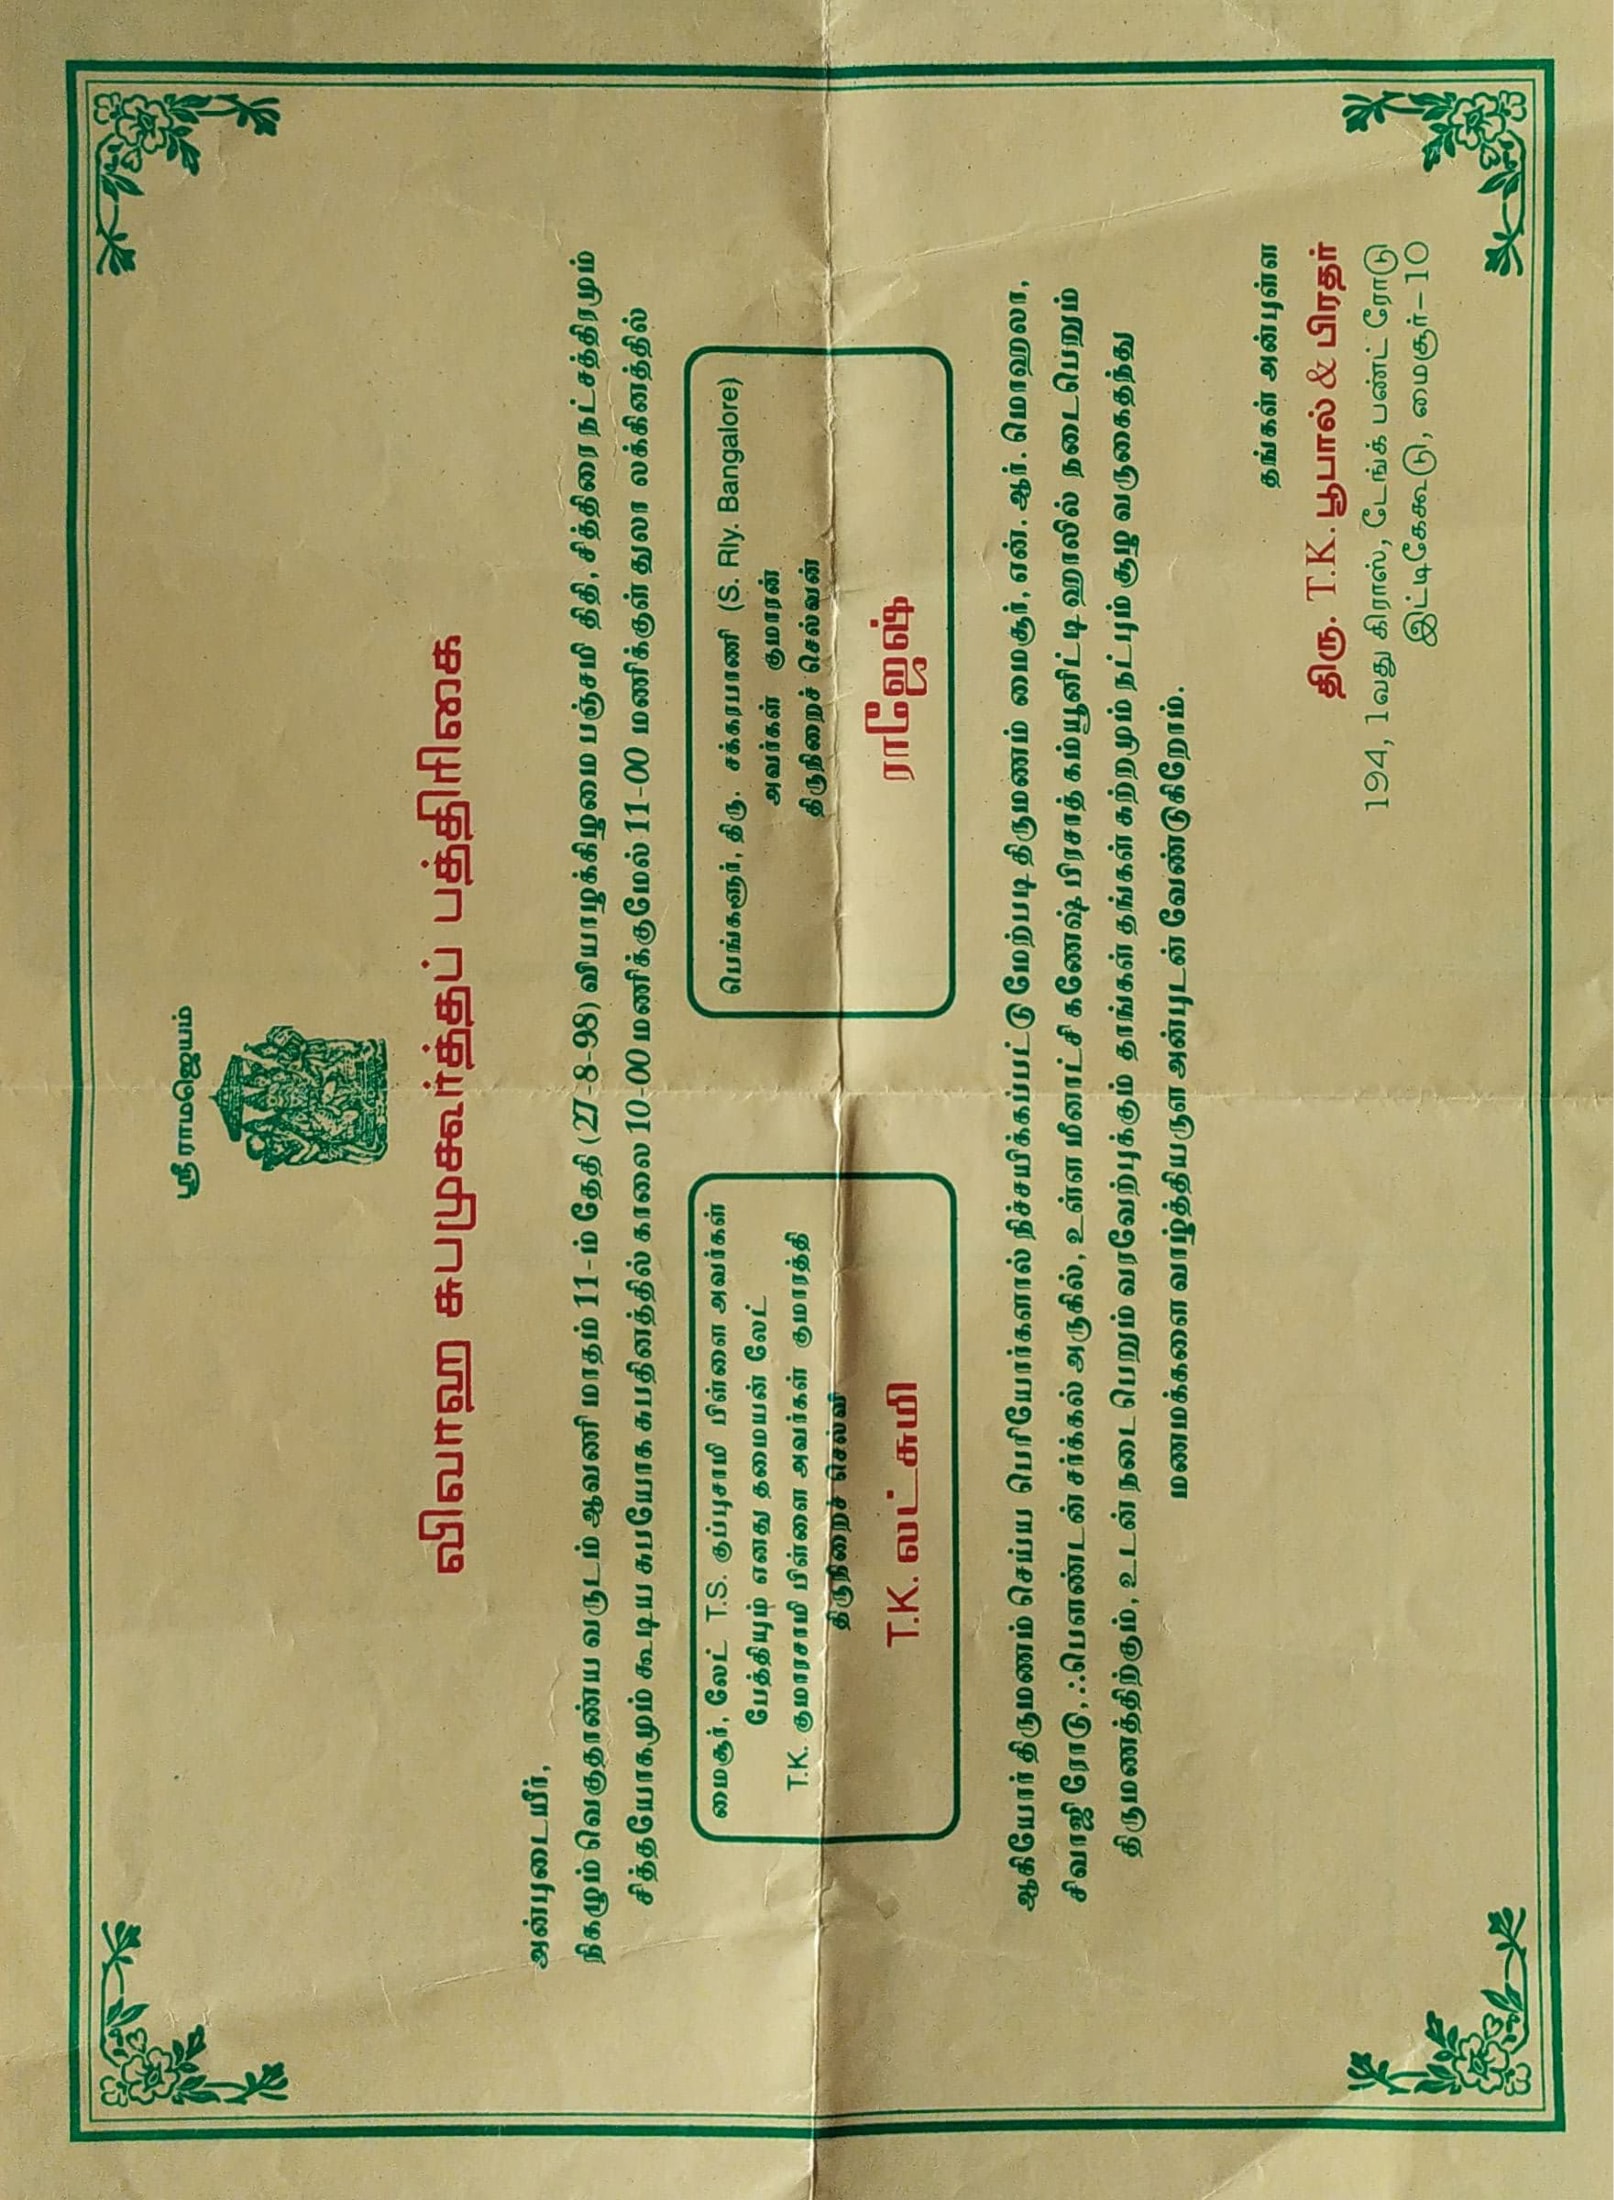 ஸ்ரீ ராமஜெயம்
விவாஹ சுபமுகூர்த்தப் பத்திரிகை
அன்புடையீர்,
நிகழும் வெகுதான்ய வருடம் ஆவணி மாதம் 11-ம் தேதி (27-8-98) வியாழக்கிழமை பஞ்சமி திதி, சித்திரை நட்சத்திரமும்
சித்தயோகமும் கூடிய சுபயோக சுபதினத்தில் காலை 10-00 மணிக்குமேல் 11-00 மணிக்குள் துலா லக்கினத்தில்
மைசூர், லேட் T.S. குப்புசாமி பிள்ளை அவர்கள்
பேத்தியும் எனது தமையன் லேட்
T.K. குமாரசாமி பிள்ளை அவர்கள் குமாரத்தி
திருநிறைச் செல்வி
T.K. லட்சுமி
பெங்களுர், திரு. சக்கரபாணி (S. Rly. Bangalore)
அவர்கள் குமாரன்
திருநிறைச் செல்வன்
ராஜேஷ்
ஆகியோர் திருமணம் செய்ய பெரியோர்களால் நிச்சயிக்கப்பட்டு மேற்படி திருமணம் மைசூர், என். ஆர். மொஹலா,
சிவாஜி ரோடு, ஃபௌண்டன் சர்க்கல் அருகில், உள்ள மீனாட்சி கணேஷ் பிரசாத் கம்யூனிட்டி ஹாலில் நடைபெறும்
திருமணத்திற்கும், உடன் நடை பெறும் வரவேற்புக்கும் தாங்கள் தங்கள் சுற்றமும் நட்பும் சூழ வருகைதந்து
மணமக்களை வாழ்த்தியருள அன்புடன் வேண்டுகிறோம்.
தங்கள் அன்புள்ள
திரு. T.K. பூபால் & பிரதர்
194, 1வது கிராஸ், டேங்க் பண்ட் ரோடு
இட்டிகேகூடு, மைசூர்-10